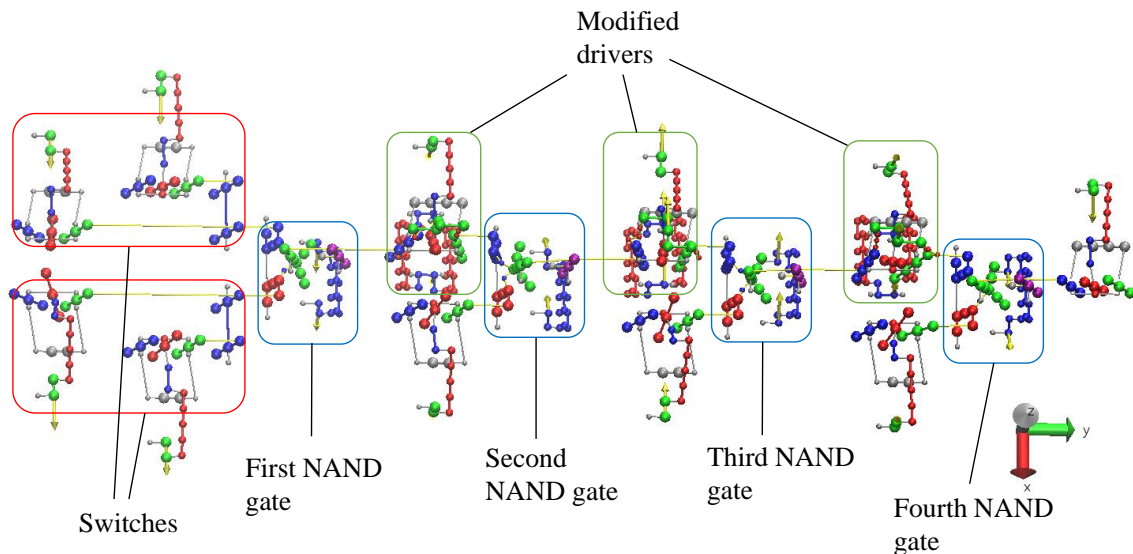 Modified
drivers
First NAND
gate
Second
NAND gate
Third NAND
gate
Fourth NAND
gate
Switches
z
y
x